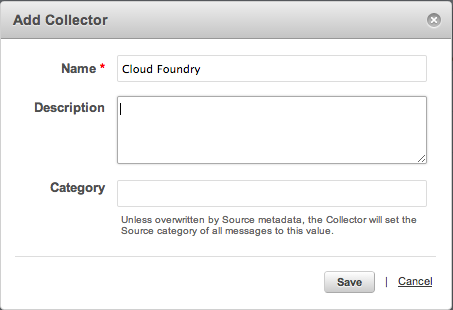 Add Collector
Name * Cloud Foundry
Description
Category
Unless overwritten by Source metadata, the Collector will set the
Source category of all messages to this value.
Save | Cancel